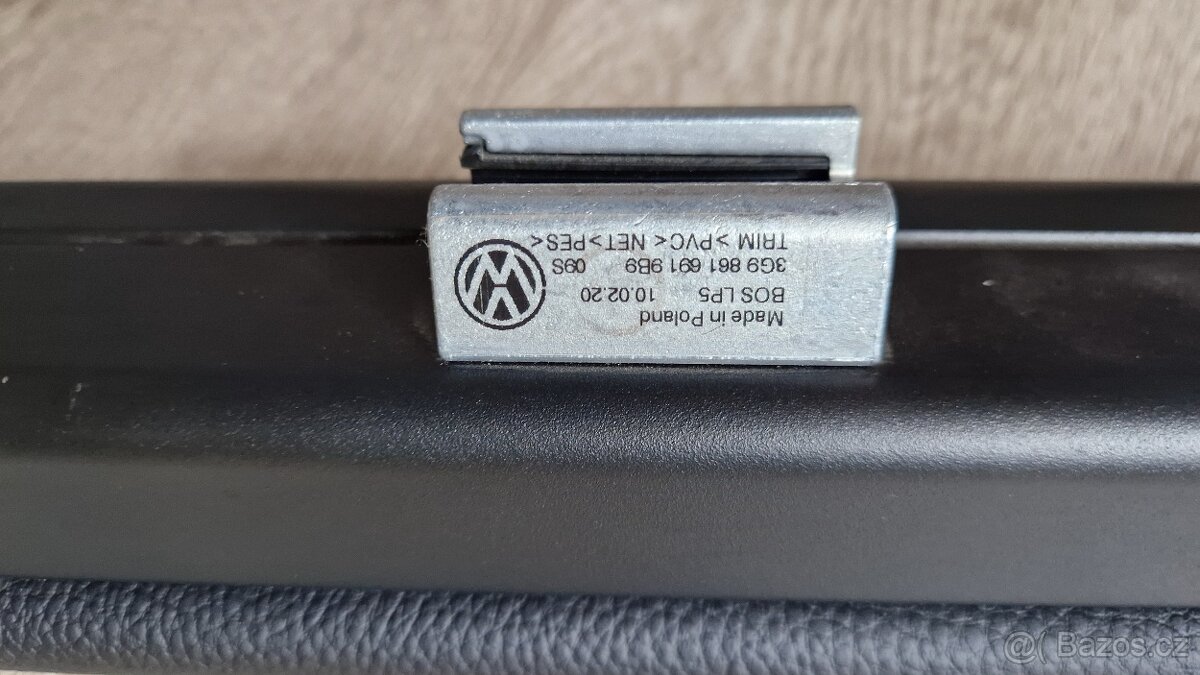 Made in Poland
BOS LP5 10.02.20
3G9 861 691 9B9 09S
TRIM >PVC< NET>PES<
@( Bazos.cz